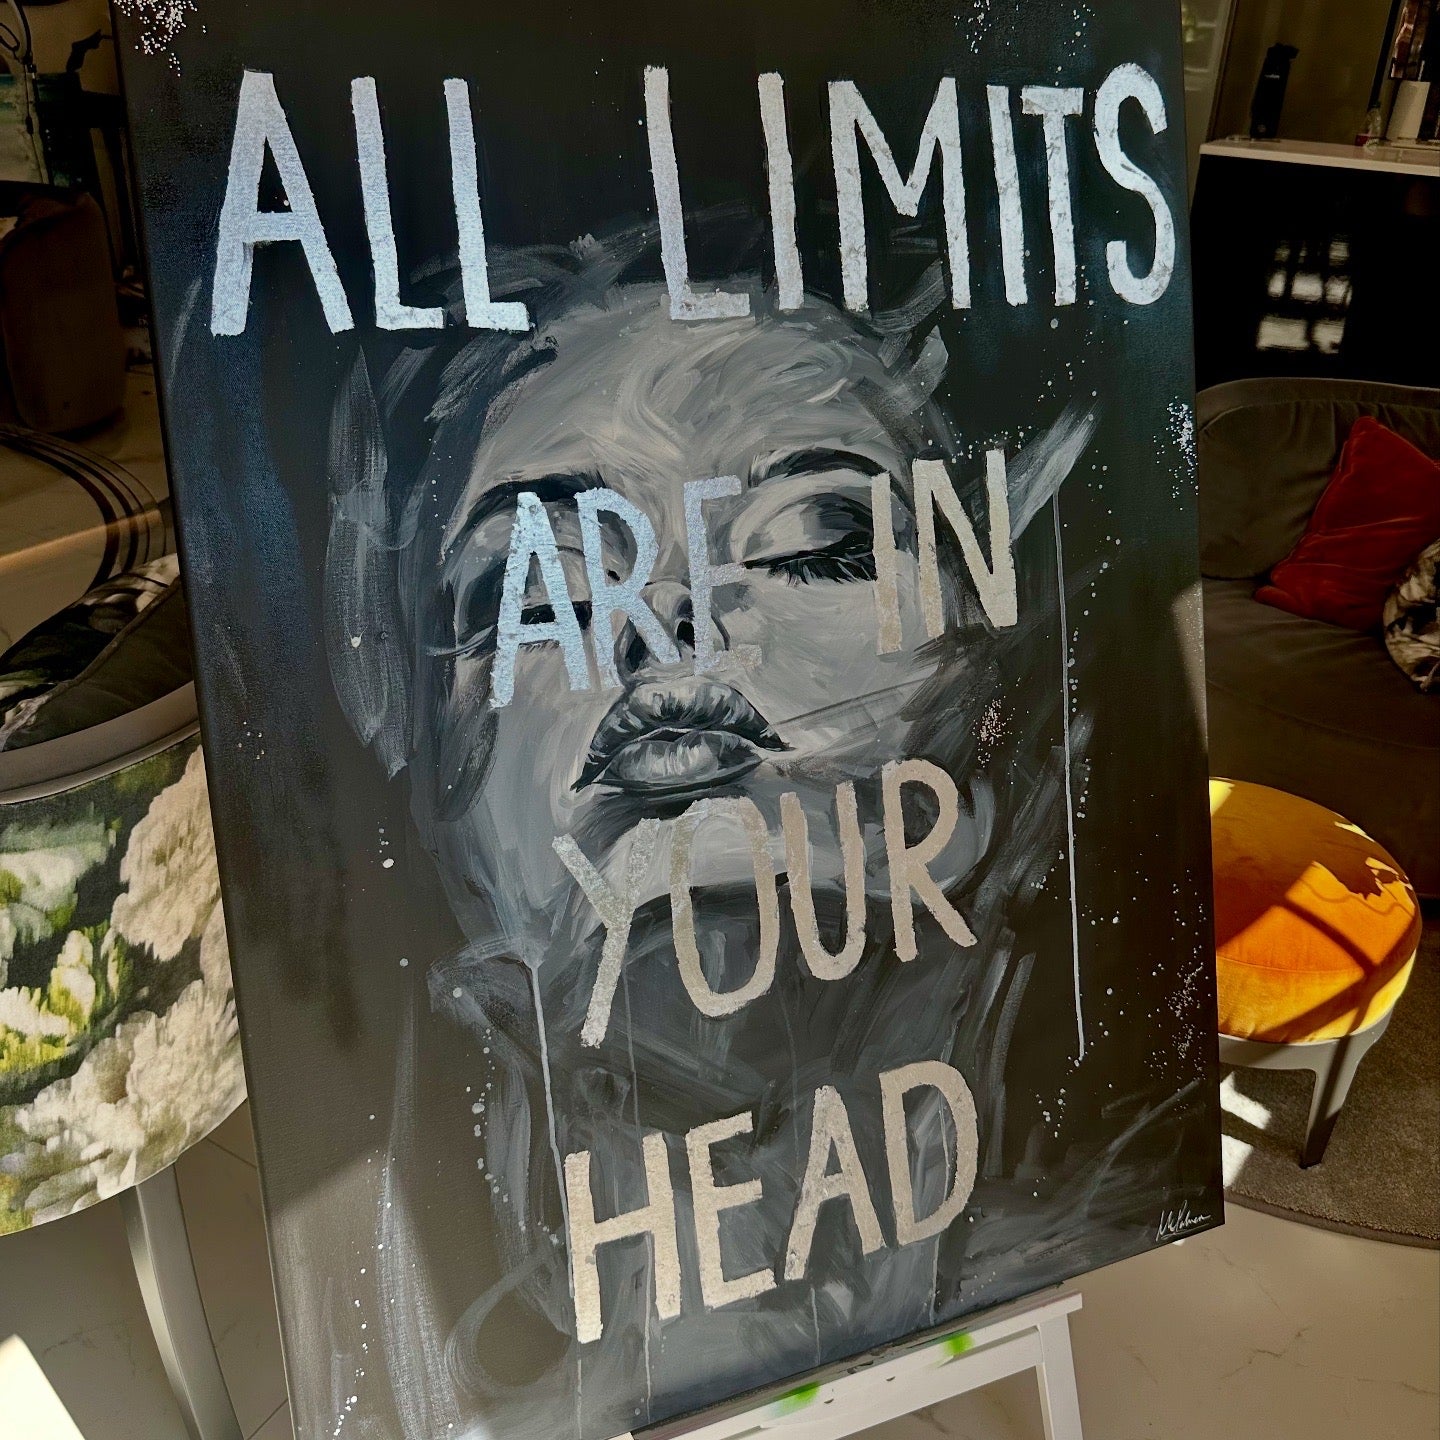 ALL LIMITS
ARE IN
YOUR
HEAD